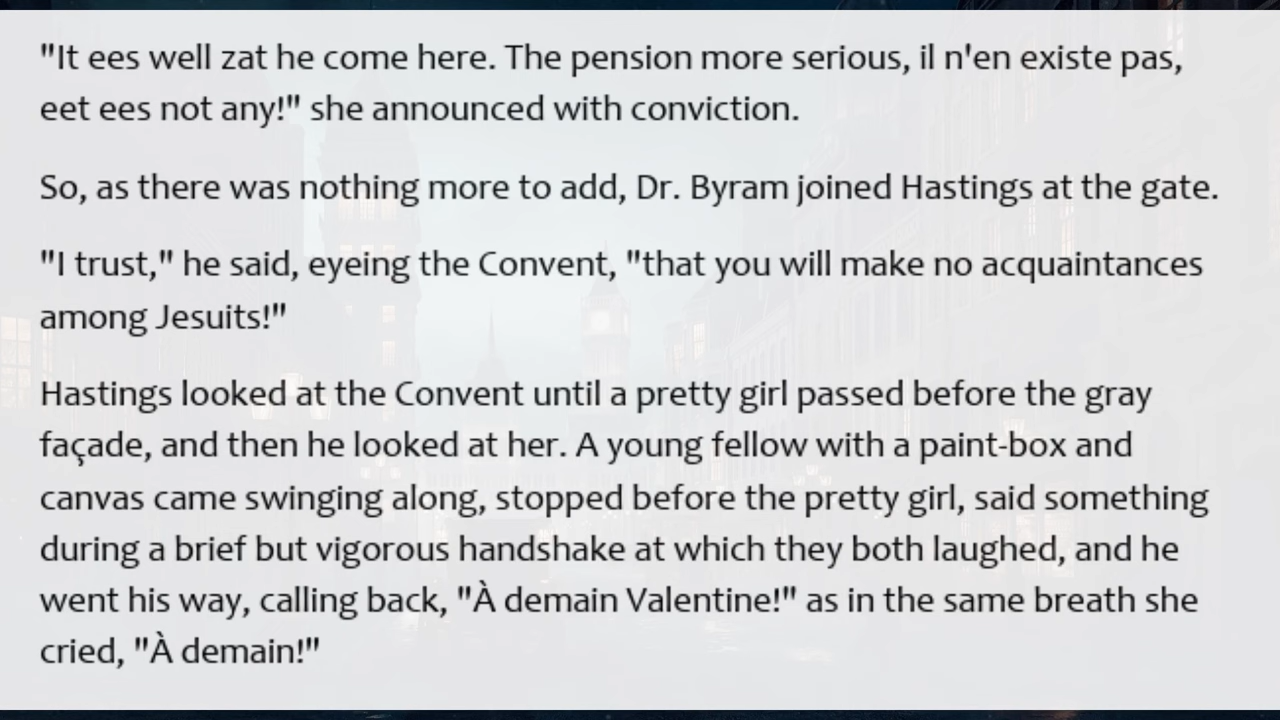 "It ees well zat he come here. The pension more serious, il n'en existe pas,
eet ees not any!" she announced with conviction.
So, as there was nothing more to add, Dr. Byram joined Hastings at the gate.
"I trust," he said, eyeing the Convent, "that you will make no acquaintances
among Jesuits!"
Hastings looked at the Convent until a pretty girl passed before the gray
façade, and then he looked at her. A young fellow with a paint-box and
canvas came swinging along, stopped before the pretty girl, said something
during a brief but vigorous handshake at which they both laughed, and he
went his way, calling back, "À demain Valentine!" as in the same breath she
cried, "À demain!"